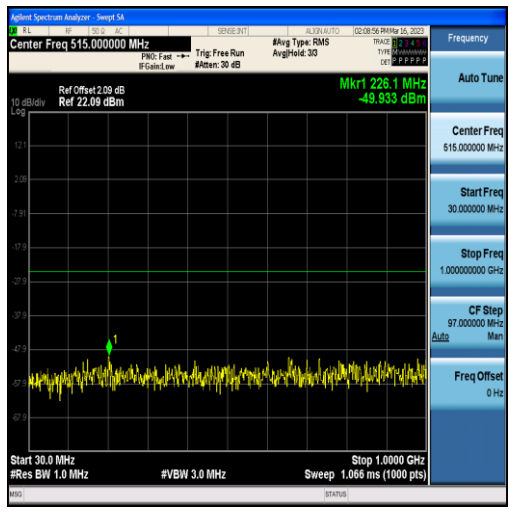 Agilent Spectrum Analyzer - Swept SA
RL RF 50 Ω AC SENSE:INT ALIGN AUTO 02:08:56 PM Mar 16, 2023
Center Freq 515.000000 MHz #Avg Type: RMS TRACE 1 2 3 4 5 6 Frequency
PNO: Fast Trig: Free Run Avg|Hold: 3/3 TYPE
IFGain:Low #Atten: 30 dB DET P P P P P P
Auto Tune
Mkr1 226.1 MHz
Ref Offset 2.09 dB
10 dB/div Ref 22.09 dBm -49.933 dBm
Log
Center Freq
515.000000 MHz
12.1
2.09
Start Freq
30.000000 MHz
-7.91
-17.9
Stop Freq
1.000000000 GHz
-27.9
-37.9
CF Step
97.000000 MHz
Auto Man
1
-47.9
-57.9
Freq Offset
0 Hz
-67.9
Start 30.0 MHz Stop 1.0000 GHz
#Res BW 1.0 MHz #VBW 3.0 MHz Sweep 1.066 ms (1000 pts)
MSG STATUS